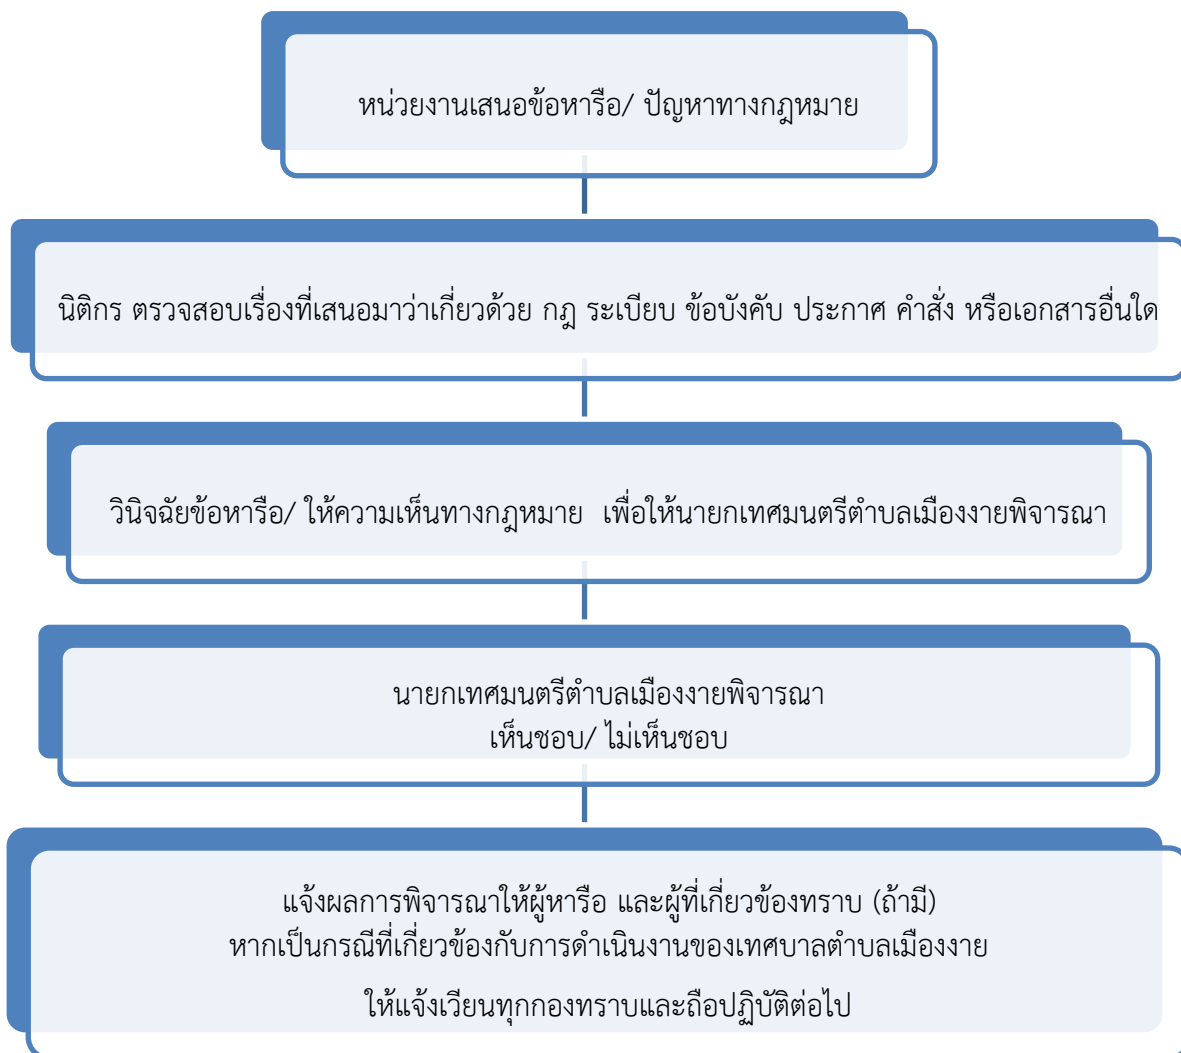 หน่วยงานเสนอข้อหารือ/ ปัญหาทางกฎหมาย
นิติกร ตรวจสอบเรื่องที่เสนอมาว่าเกี่ยวด้วย กฎ ระเบียบ ข้อบังคับ ประกาศ คำสั่ง หรือเอกสารอื่นใด
วินิจฉัยข้อหารือ/ ให้ความเห็นทางกฎหมาย  เพื่อให้นายกเทศมนตรีตำบลเมืองงายพิจารณา
นายกเทศมนตรีตำบลเมืองงายพิจารณา
เห็นชอบ/ ไม่เห็นชอบ
แจ้งผลการพิจารณาให้ผู้หารือ และผู้ที่เกี่ยวข้องทราบ (ถ้ามี)
หากเป็นกรณีที่เกี่ยวข้องกับการดำเนินงานของเทศบาลตำบลเมืองงาย
ให้แจ้งเวียนทุกกองทราบและถือปฏิบัติต่อไป